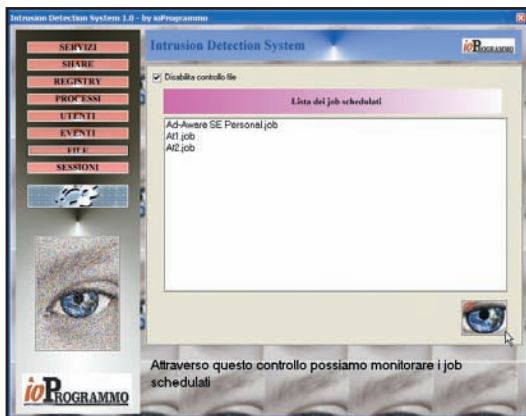 Intrusion Detection System 1.0 - by ioProgrammo
SERVIZI
SHARE
REGISTRY
PROCESSI
UTENTI
EVENTI
FILE
SESSIONI
ioPROGRAMMO
Intrusion Detection System
ioPROGRAMMO
Disabilita controllo file
Lista dei job schedulati
Ad-Aware SE Personal.job
At1.job
At2.job
Attraverso questo controllo possiamo monitorare i job
schedulati